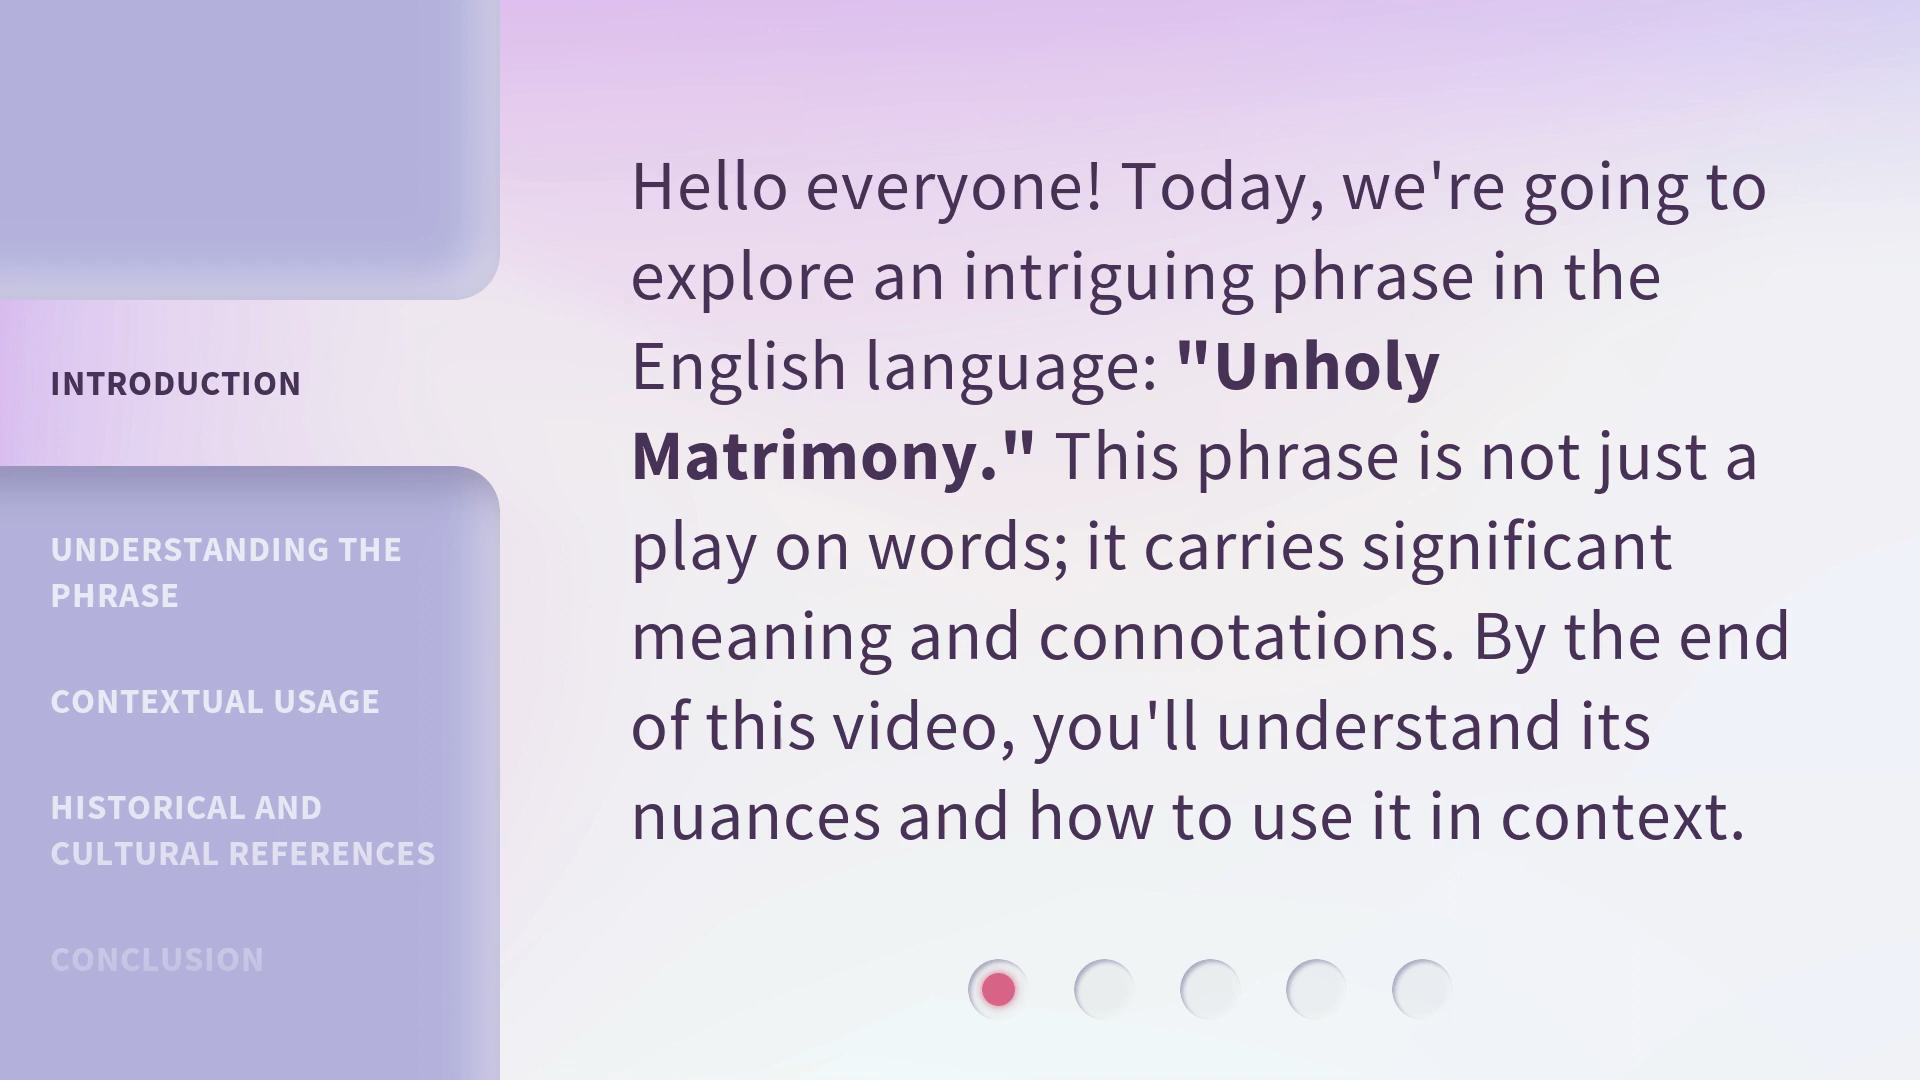 INTRODUCTION
UNDERSTANDING THE
PHRASE
CONTEXTUAL USAGE
HISTORICAL AND
CULTURAL REFERENCES
CONCLUSION
Hello everyone! Today, we're going to
explore an intriguing phrase in the
English language: "Unholy
Matrimony." This phrase is not just a
play on words; it carries significant
meaning and connotations. By the end
of this video, you'll understand its
nuances and how to use it in context.